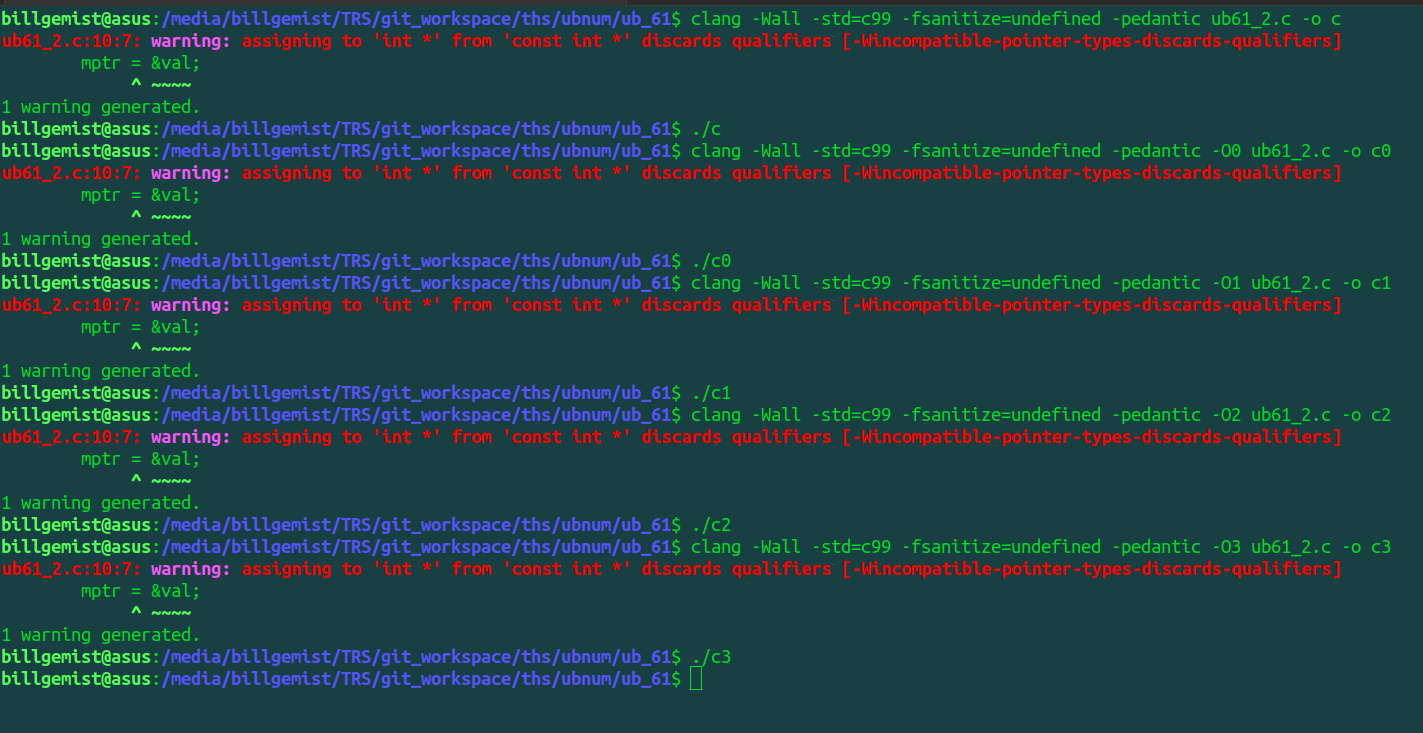 billgemist@asus:/media/billgemist/TRS/git_workspace/ths/ubnum/ub_61$ clang -Wall -std=c99 -fsanitize=undefined -pedantic ub61_2.c -o c
ub61_2.c:10:7: warning: assigning to 'int *' from 'const int *' discards qualifiers [-Wincompatible-pointer-types-discards-qualifiers]
        mptr = &val;
             ^ ~~~~
1 warning generated.
billgemist@asus:/media/billgemist/TRS/git_workspace/ths/ubnum/ub_61$ ./c
billgemist@asus:/media/billgemist/TRS/git_workspace/ths/ubnum/ub_61$ clang -Wall -std=c99 -fsanitize=undefined -pedantic -O0 ub61_2.c -o c0
ub61_2.c:10:7: warning: assigning to 'int *' from 'const int *' discards qualifiers [-Wincompatible-pointer-types-discards-qualifiers]
        mptr = &val;
             ^ ~~~~
1 warning generated.
billgemist@asus:/media/billgemist/TRS/git_workspace/ths/ubnum/ub_61$ ./c0
billgemist@asus:/media/billgemist/TRS/git_workspace/ths/ubnum/ub_61$ clang -Wall -std=c99 -fsanitize=undefined -pedantic -O1 ub61_2.c -o c1
ub61_2.c:10:7: warning: assigning to 'int *' from 'const int *' discards qualifiers [-Wincompatible-pointer-types-discards-qualifiers]
        mptr = &val;
             ^ ~~~~
1 warning generated.
billgemist@asus:/media/billgemist/TRS/git_workspace/ths/ubnum/ub_61$ ./c1
billgemist@asus:/media/billgemist/TRS/git_workspace/ths/ubnum/ub_61$ clang -Wall -std=c99 -fsanitize=undefined -pedantic -O2 ub61_2.c -o c2
ub61_2.c:10:7: warning: assigning to 'int *' from 'const int *' discards qualifiers [-Wincompatible-pointer-types-discards-qualifiers]
        mptr = &val;
             ^ ~~~~
1 warning generated.
billgemist@asus:/media/billgemist/TRS/git_workspace/ths/ubnum/ub_61$ ./c2
billgemist@asus:/media/billgemist/TRS/git_workspace/ths/ubnum/ub_61$ clang -Wall -std=c99 -fsanitize=undefined -pedantic -O3 ub61_2.c -o c3
ub61_2.c:10:7: warning: assigning to 'int *' from 'const int *' discards qualifiers [-Wincompatible-pointer-types-discards-qualifiers]
        mptr = &val;
             ^ ~~~~
1 warning generated.
billgemist@asus:/media/billgemist/TRS/git_workspace/ths/ubnum/ub_61$ ./c3
billgemist@asus:/media/billgemist/TRS/git_workspace/ths/ubnum/ub_61$